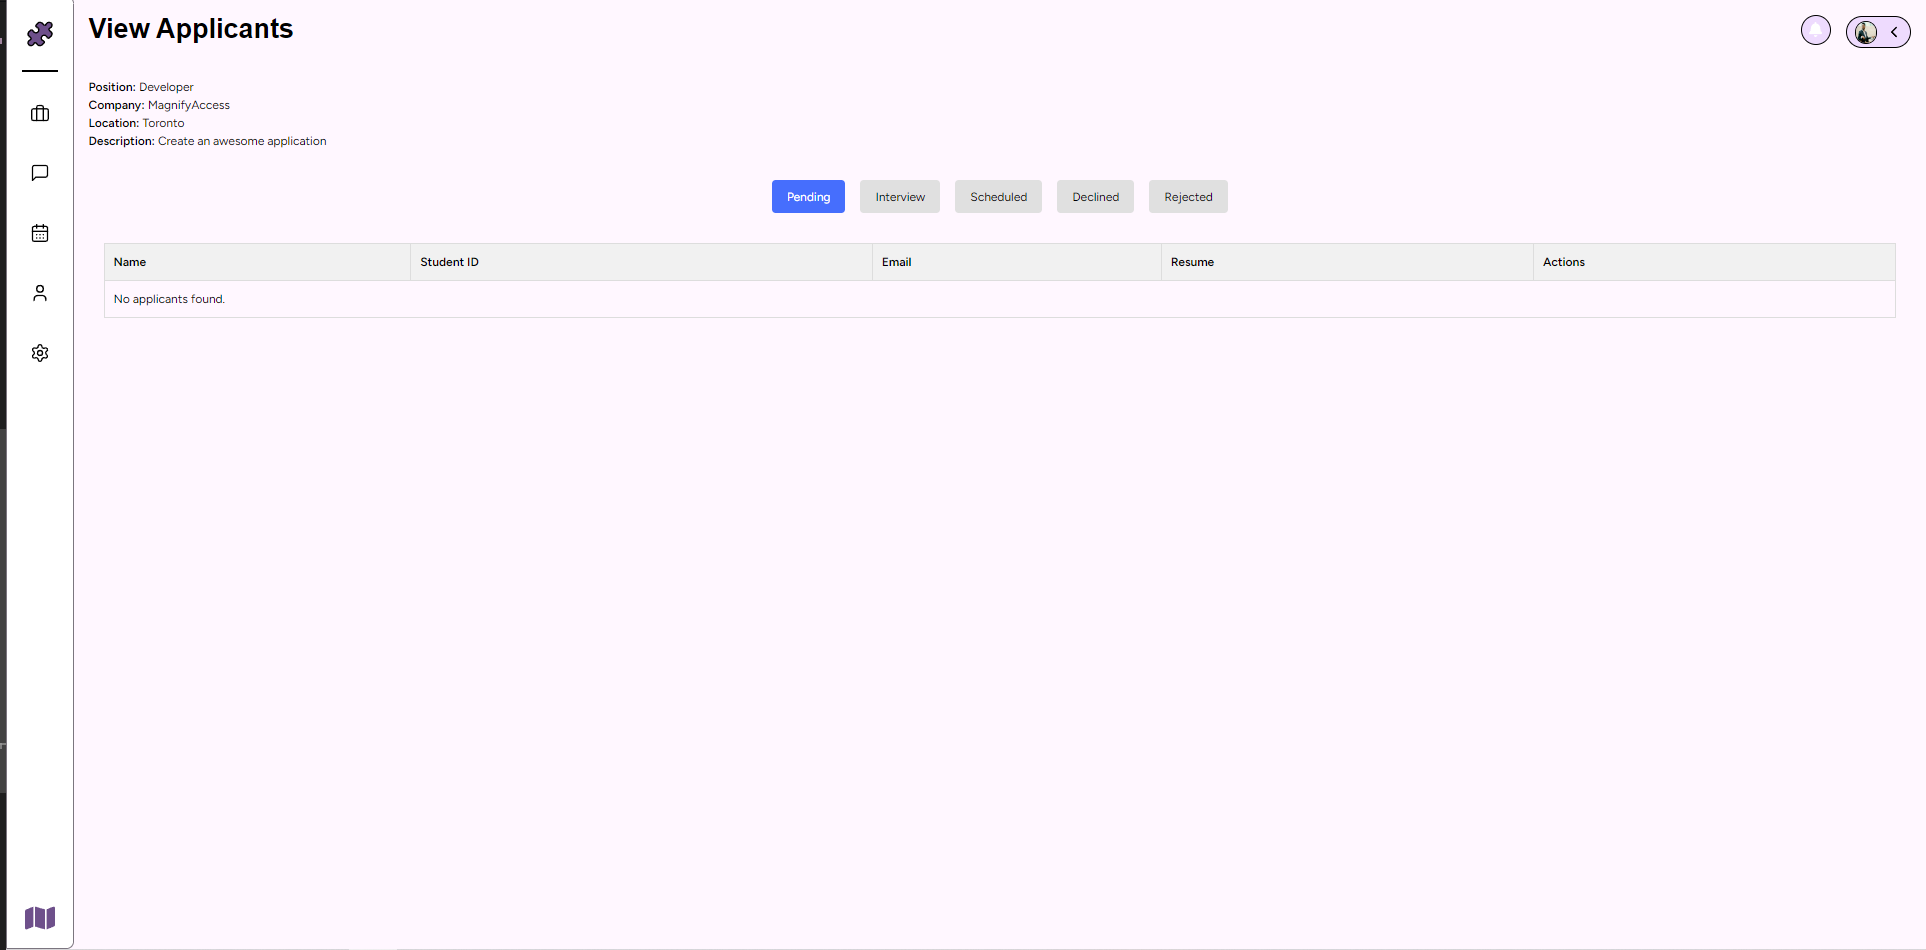 View Applicants
Position: Developer
Company: MagnifyAccess
Location: Toronto
Description: Create an awesome application
Pending Interview Scheduled Declined Rejected
Name Student ID Email Resume Actions
No applicants found.